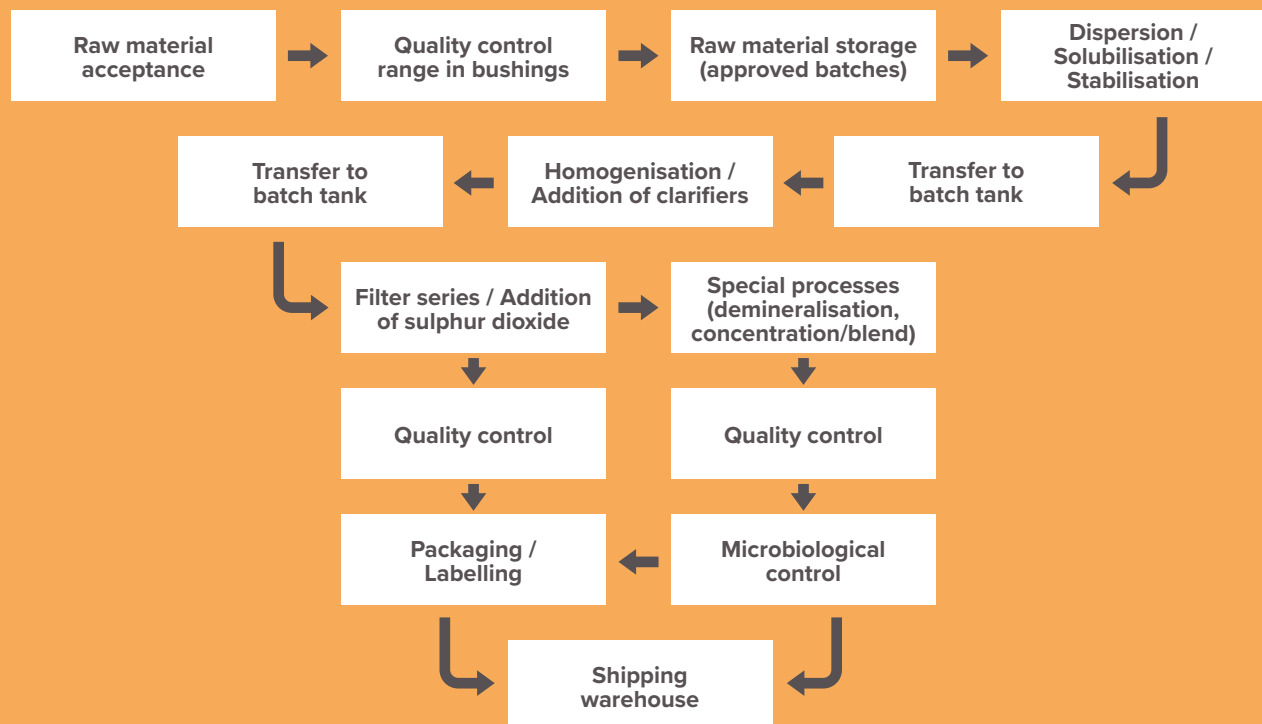 Raw material
acceptance
Quality control
range in bushings
Raw material storage
(approved batches)
Dispersion /
Solubilisation /
Stabilisation
Transfer to
batch tank
Homogenisation /
Addition of clarifiers
Transfer to
batch tank
Filter series / Addition
of sulphur dioxide
Special processes
(demineralisation,
concentration/blend)
Quality control
Quality control
Packaging /
Labelling
Microbiological
control
Shipping
warehouse